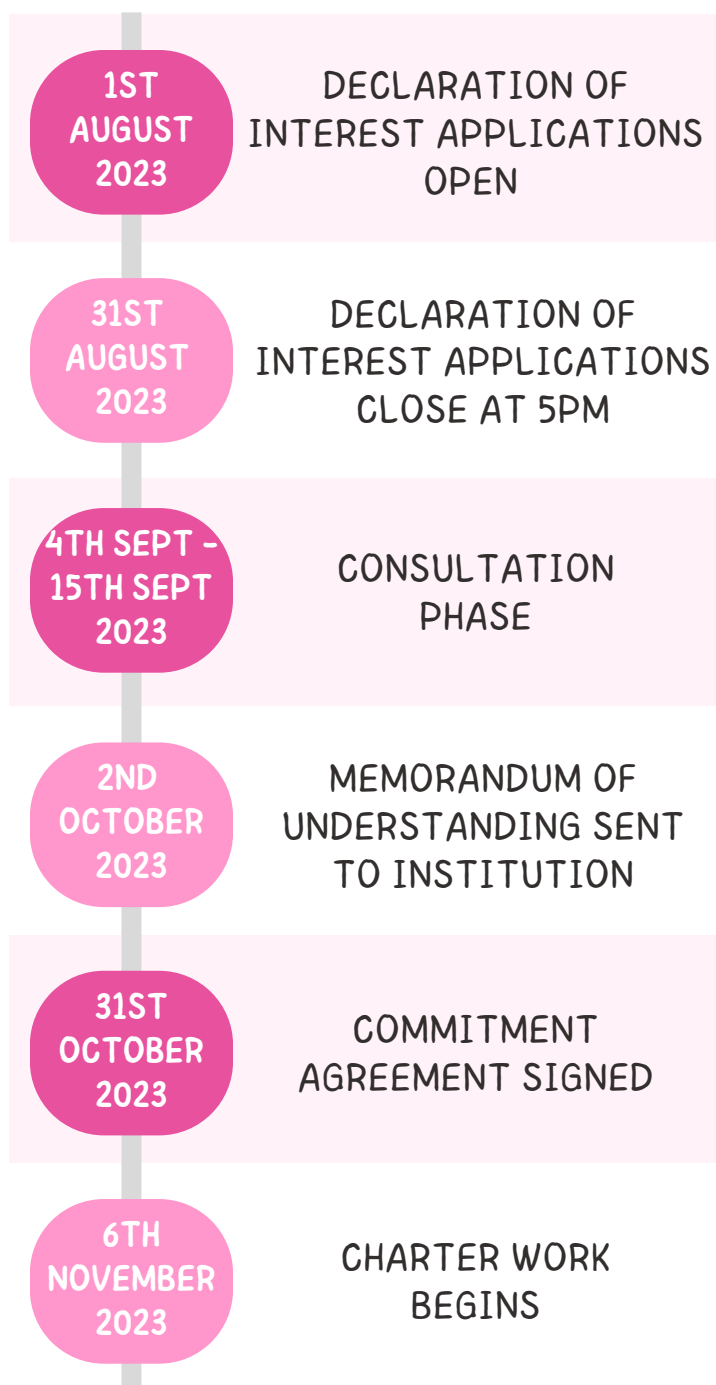 1ST
AUGUST
2023
DECLARATION OF
INTEREST APPLICATIONS
OPEN
31ST
AUGUST
2023
DECLARATION OF
INTEREST APPLICATIONS
CLOSE AT 5PM
4TH SEPT -
15TH SEPT
2023
CONSULTATION
PHASE
2ND
OCTOBER
2023
MEMORANDUM OF
UNDERSTANDING SENT
TO INSTITUTION
31ST
OCTOBER
2023
COMMITMENT
AGREEMENT SIGNED
6TH
NOVEMBER
2023
CHARTER WORK
BEGINS